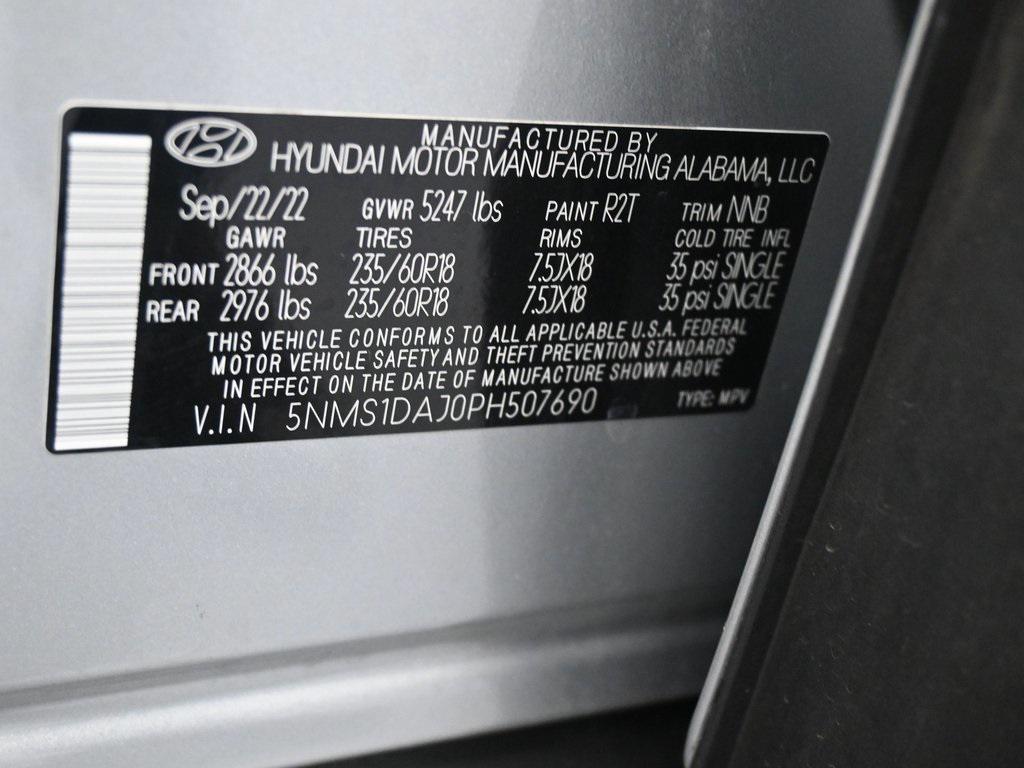 MANUFACTURED BY
HYUNDAI MOTOR MANUFACTURING ALABAMA, LLC
Sep/22/22 GVWR 5247 lbs PAINT R2T TRIM NNB
GAWR TIRES RIMS COLD TIRE INFL
FRONT 2866 lbs 235/60R18 7.5JX18 35 psi SINGLE
REAR 2976 lbs 235/60R18 7.5JX18 35 psi SINGLE
THIS VEHICLE CONFORMS TO ALL APPLICABLE U.S.A. FEDERAL
MOTOR VEHICLE SAFETY AND THEFT PREVENTION STANDARDS
IN EFFECT ON THE DATE OF MANUFACTURE SHOWN ABOVE
V.I.N 5NMS1DAJ0PH507690 TYPE: MPV